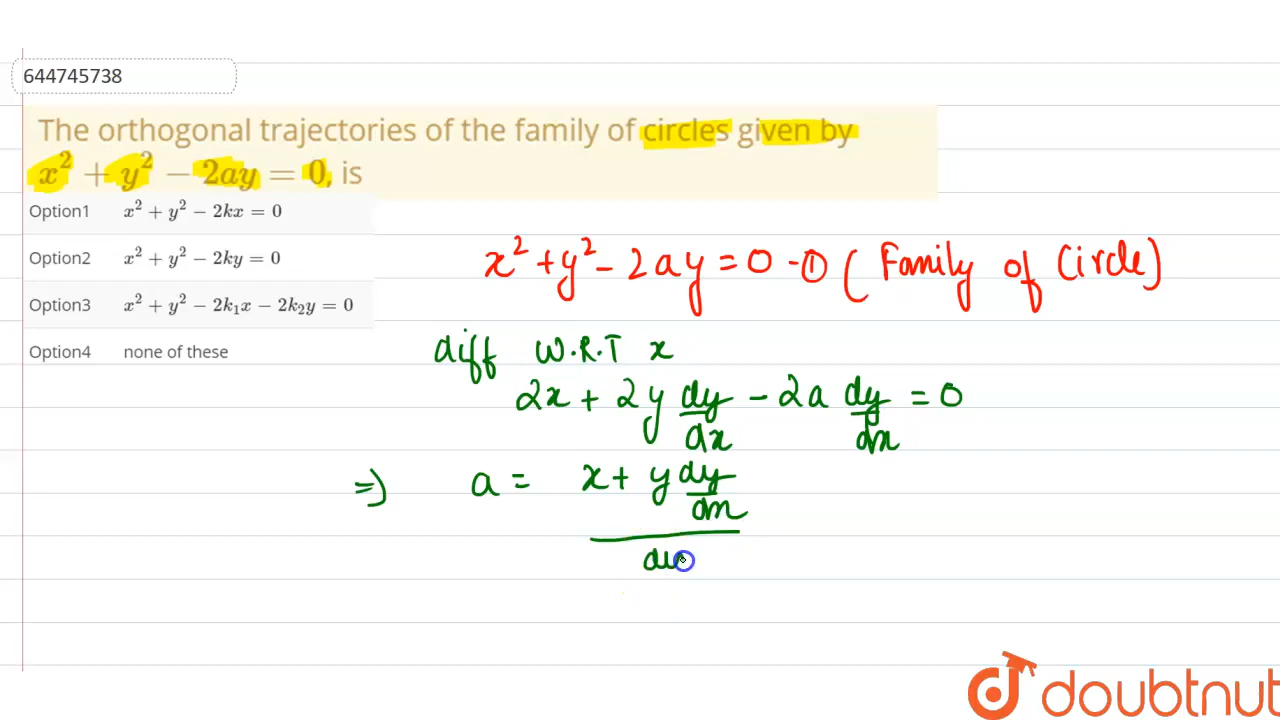 644745738
The orthogonal trajectories of the family of circles given by
x² + y² − 2ay = 0, is
Option1 x² + y² − 2kx = 0
Option2 x² + y² − 2ky = 0
Option3 x² + y² − 2k₁x − 2k₂y = 0
Option4 none of these
x² + y² − 2ay = 0 -① (Family of Circle)
diff W.R.T x
2x + 2y dy/dx − 2a dy/dx = 0
⇒ a = x + y dy/dx
dy
doubtnut